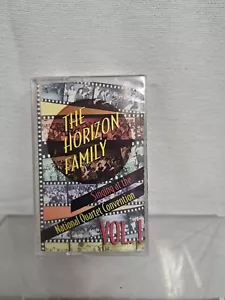 THE
HORIZON
FAMILY
Singing at the
National Quartet Convention
VOL. 1